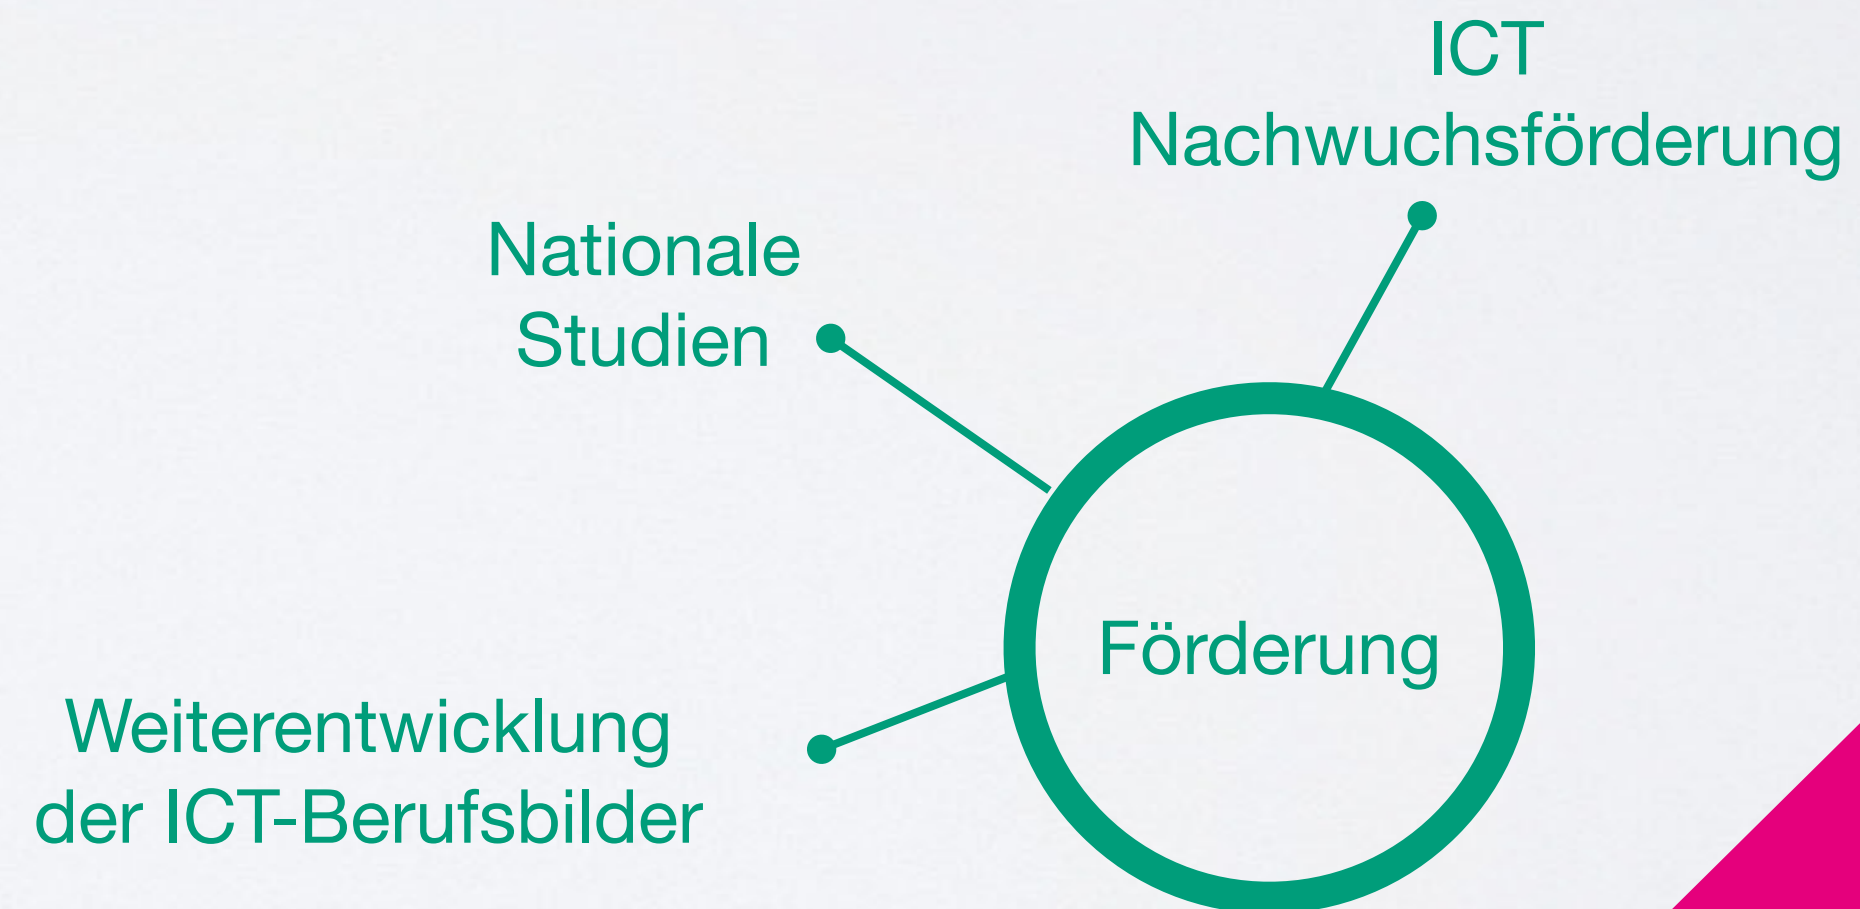 ICT
Nachwuchsförderung
Nationale
Studien
Förderung
Weiterentwicklung
der ICT-Berufsbilder